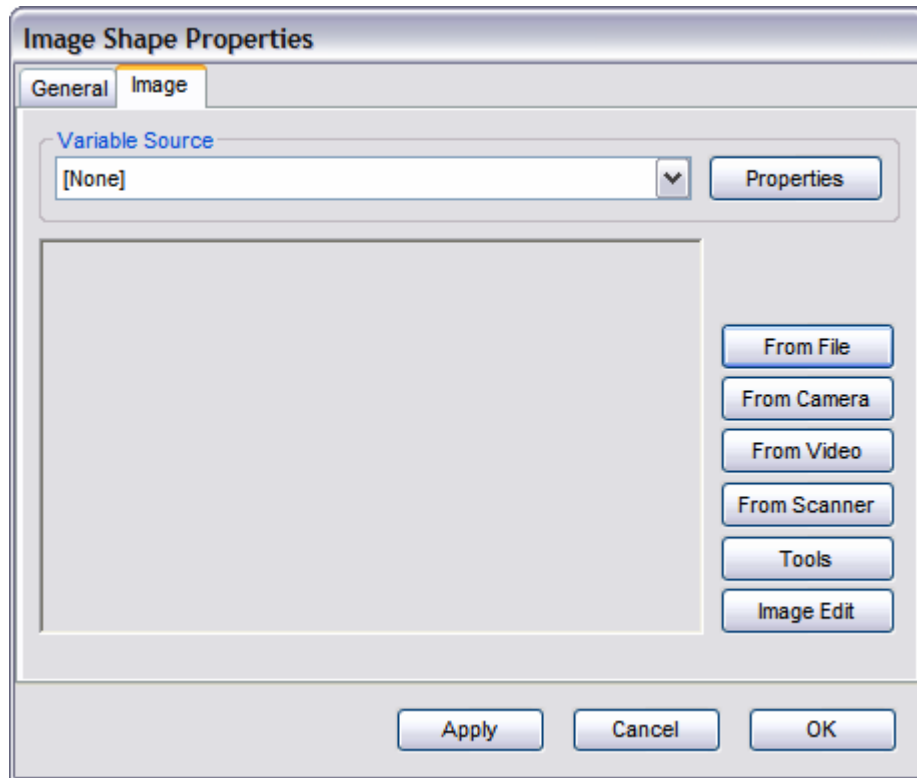 Image Shape Properties
General Image
Variable Source
[None] Properties
From File
From Camera
From Video
From Scanner
Tools
Image Edit
Apply Cancel OK